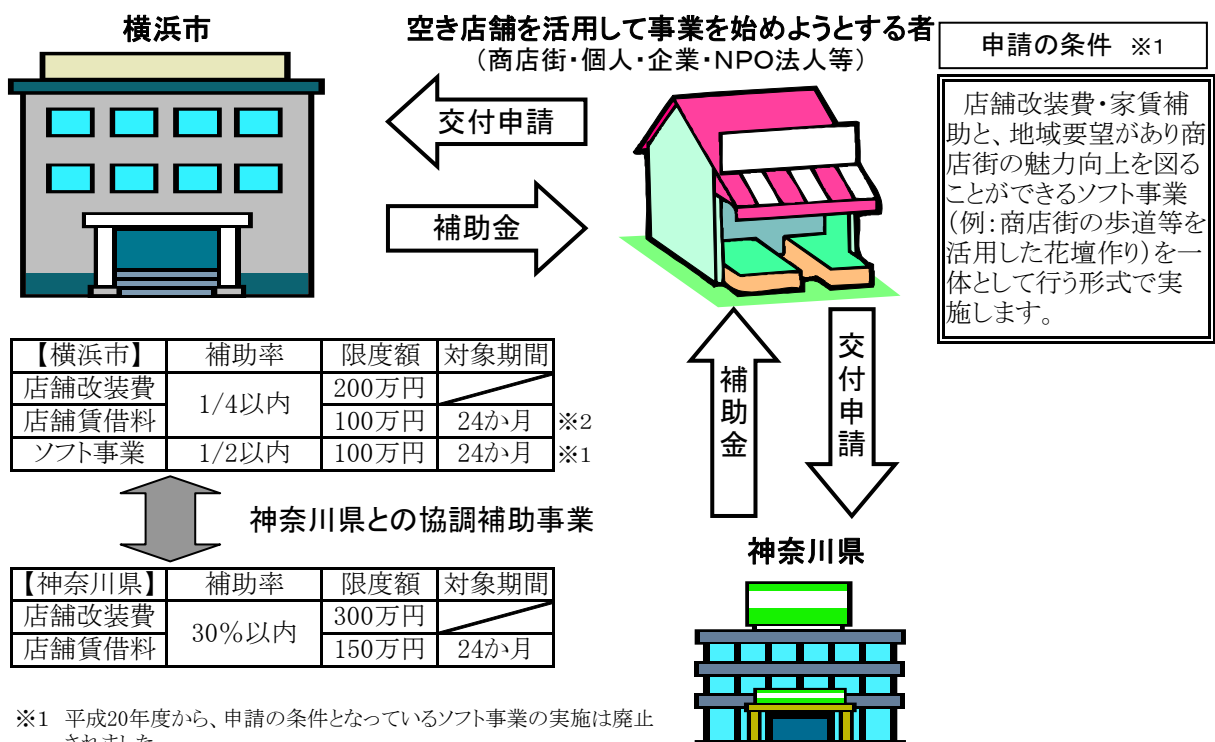 横浜市
空き店舗を活用して事業を始めようとする者
（商店街・個人・企業・NPO法人等）
交付申請
補助金
申請の条件 ※1
店舗改装費・家賃補
助と、地域要望があり商
店街の魅力向上を図る
ことができるソフト事業
(例:商店街の歩道等を
活用した花壇作り)を一
体として行う形式で実
施します。
【横浜市】 補助率 限度額 対象期間
店舗改装費 1/4以内 200万円
店舗賃借料 100万円 24か月 ※2
ソフト事業 1/2以内 100万円 24か月 ※1
補助金
交付申請
神奈川県との協調補助事業
神奈川県
【神奈川県】 補助率 限度額 対象期間
店舗改装費 30%以内 300万円
店舗賃借料 150万円 24か月
※1 平成20年度から、申請の条件となっているソフト事業の実施は廃止
されました